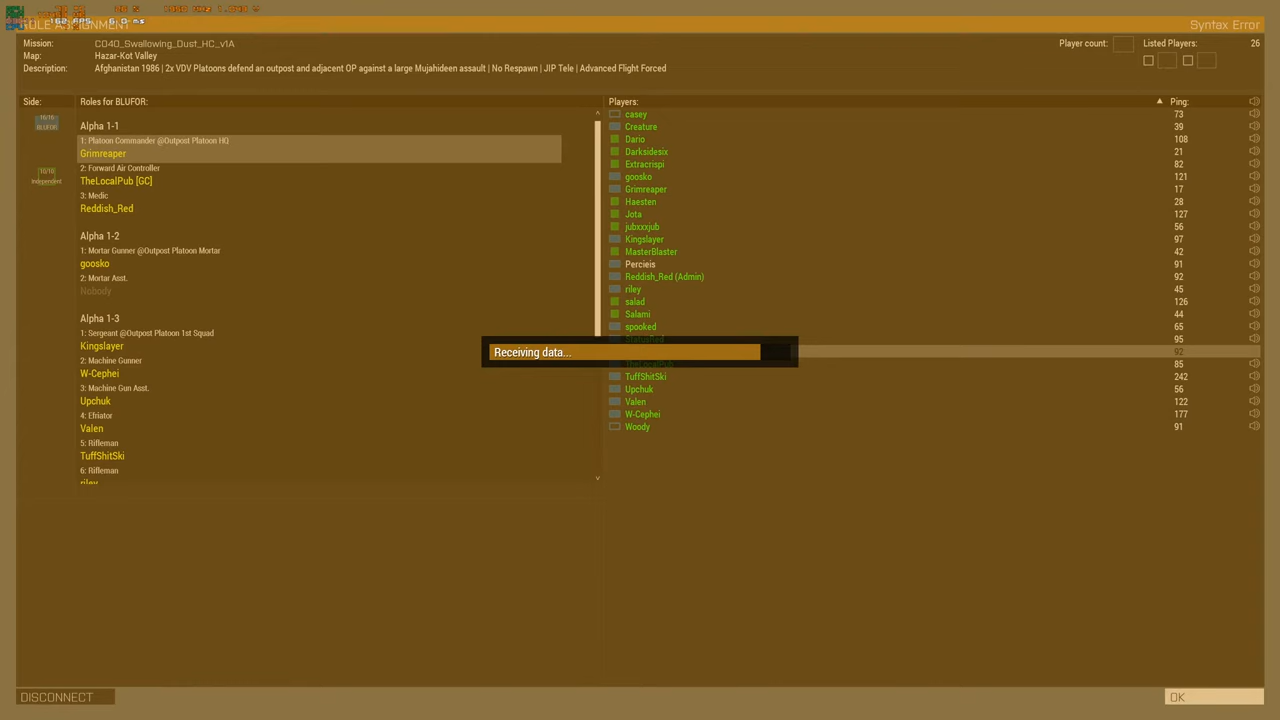 ROLE ASSIGNMENT
Syntax Error
Mission: CO40_Swallowing_Dust_HC_v1A
Map: Hazar-Kot Valley
Description: Afghanistan 1986 | 2x VDV Platoons defend an outpost and adjacent OP against a large Mujahideen assault | No Respawn | JIP Tele | Advanced Flight Forced
Player count:
Listed Players: 26
Side:
BLUFOR
Independent
Roles for BLUFOR:
Alpha 1-1
1: Platoon Commander @Outpost Platoon HQ
Grimreaper
2: Forward Air Controller
TheLocalPub [GC]
3: Medic
Reddish_Red
Alpha 1-2
1: Mortar Gunner @Outpost Platoon Mortar
goosko
2: Mortar Asst.
Nobody
Alpha 1-3
1: Sergeant @Outpost Platoon 1st Squad
Kingslayer
2: Machine Gunner
W-Cephei
3: Machine Gun Asst.
Upchuk
4: Efriator
Valen
5: Rifleman
TuffShitSki
6: Rifleman
riley
Players: Ping:
casey 73
Creature 39
Dario 108
Darksidesix 21
Extracrispi 82
goosko 121
Grimreaper 17
Haesten 28
Jota 127
jubxxxjub 56
Kingslayer 97
MasterBlaster 42
Percieis 91
Reddish_Red (Admin) 92
riley 45
salad 126
Salami 44
spooked 65
95
92
TheLocalPub 85
TuffShitSki 242
Upchuk 56
Valen 122
W-Cephei 177
Woody 91
Receiving data...
DISCONNECT
OK